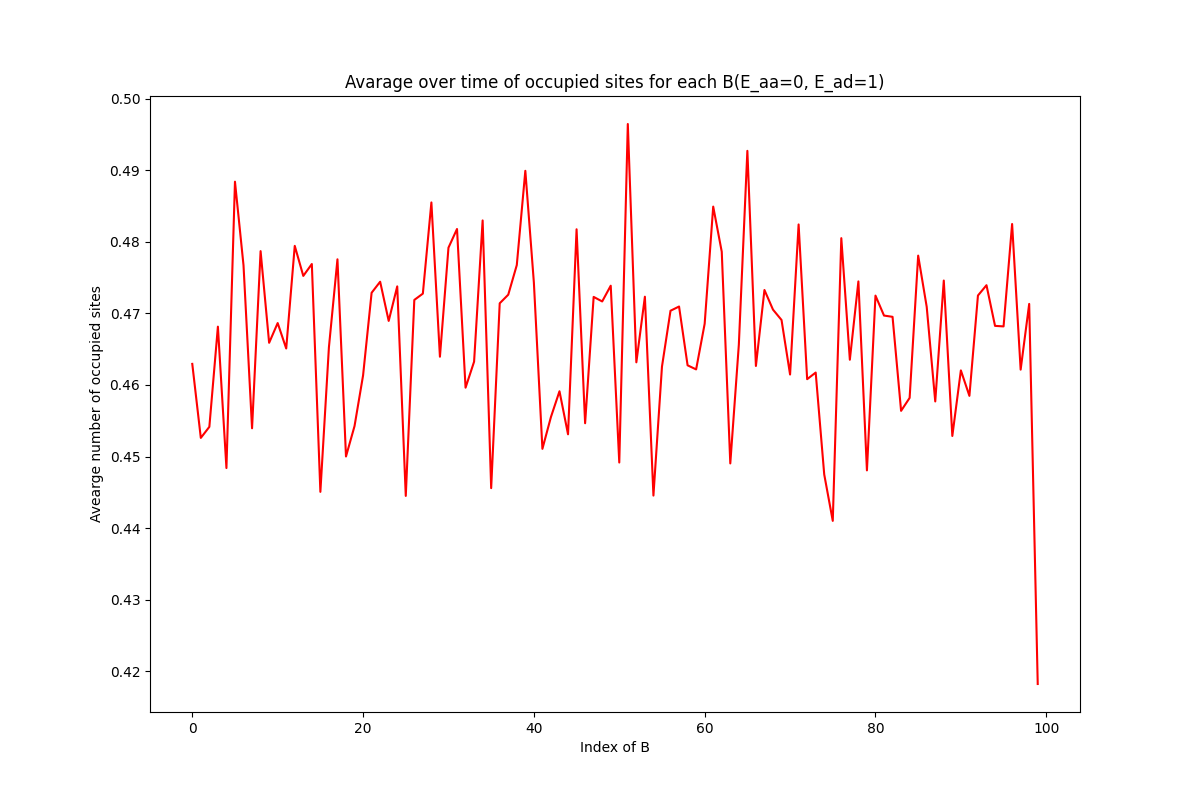 Avarage over time of occupied sites for each B(E_aa=0, E_ad=1)
0.50
0.49
0.48
0.47
0.46
0.45
0.44
0.43
0.42
Avearge number of occupied sites
0 20 40 60 80 100
Index of B